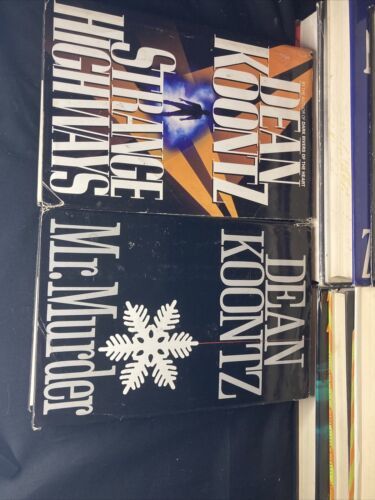 DEAN
KOONTZ
STRANGE
HIGHWAYS
DEAN
KOONTZ
Mr. Murder